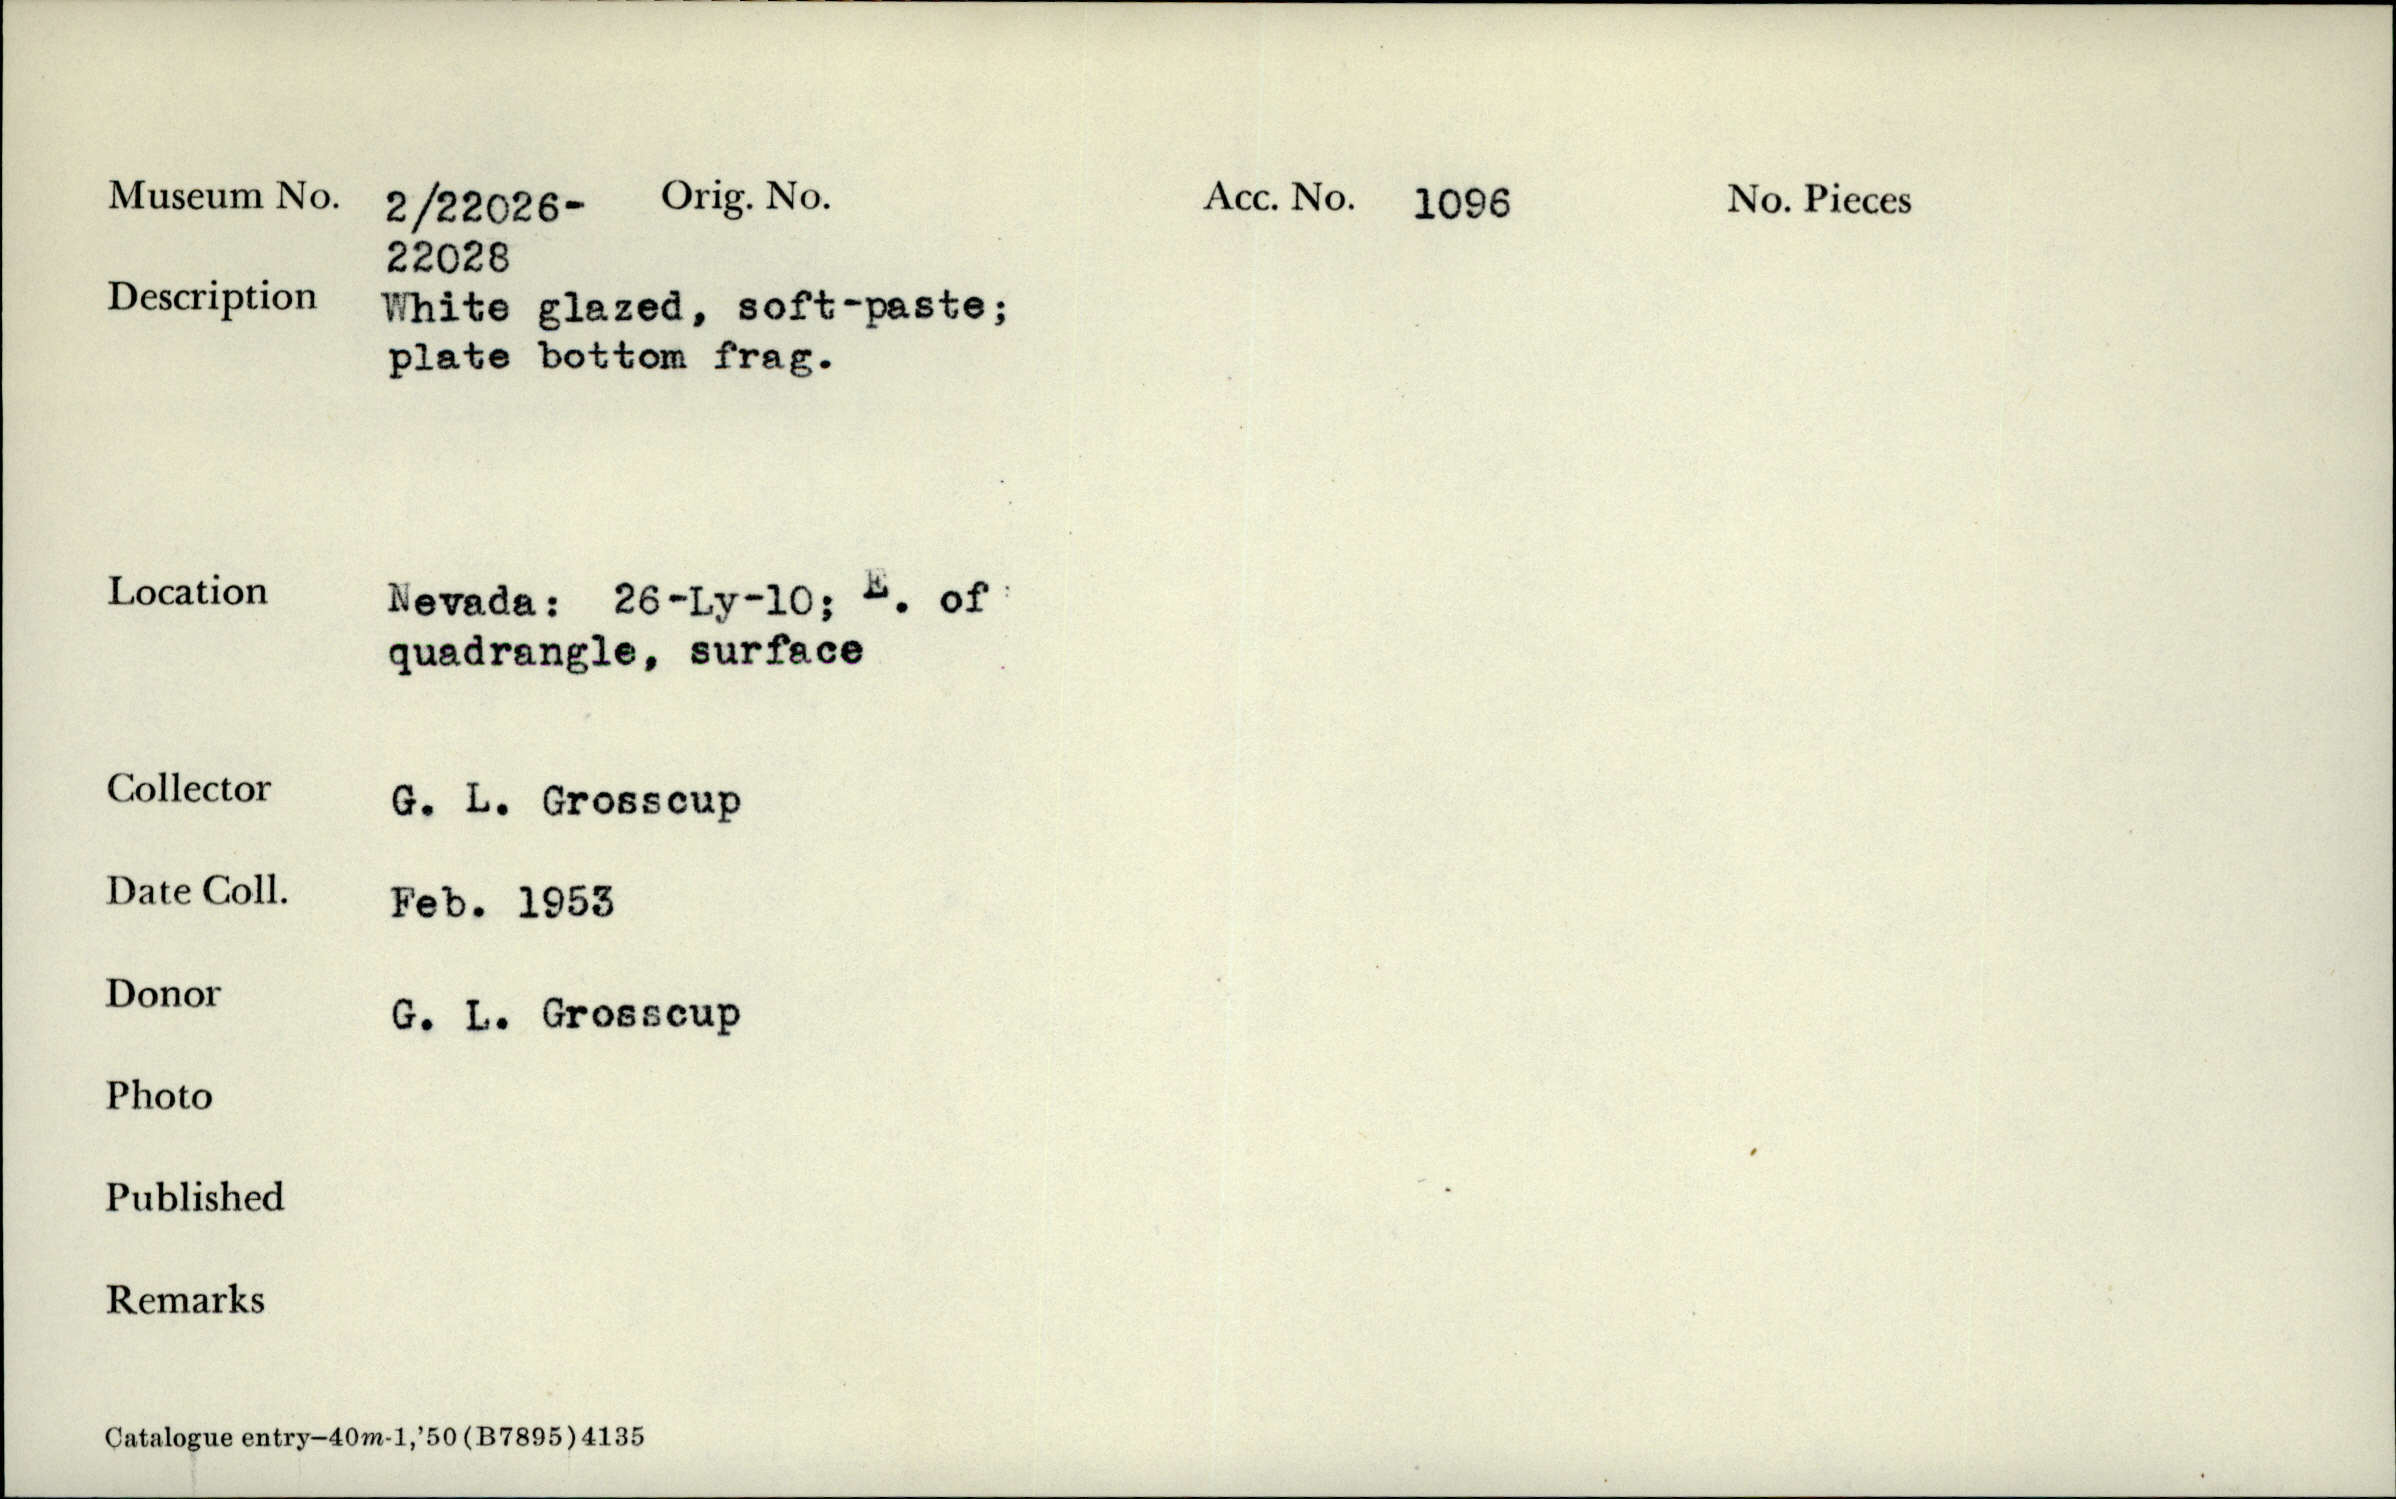 Museum No. 2/22026- Orig. No. Acc. No. 1096 No. Pieces
22028
Description White glazed, soft-paste;
plate bottom frag.
Location Nevada: 26-Ly-10; E. of
quadrangle, surface
Collector G. L. Grosscup
Date Coll. Feb. 1953
Donor G. L. Grosscup
Photo
Published
Remarks
Catalogue entry—40m-1,'50 (B7895) 4135